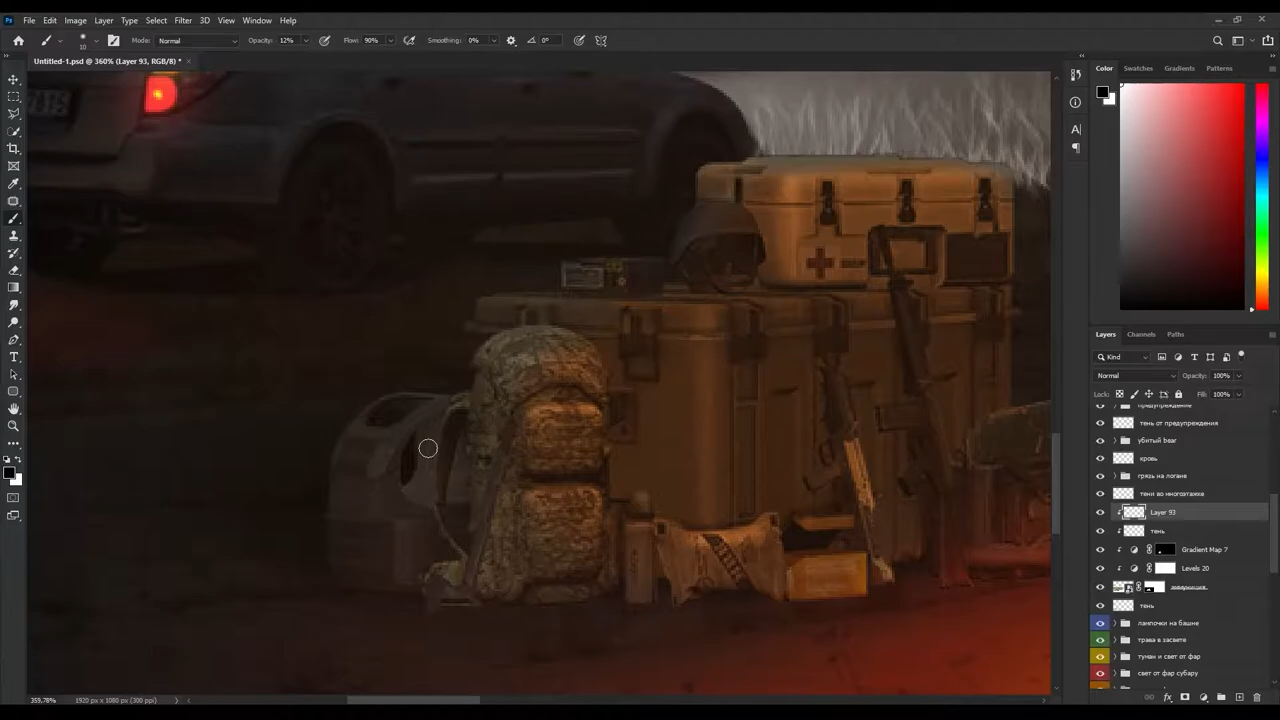 File Edit Image Layer Type Select Filter 3D View Window Help
Mode: Normal Opacity: 12% Flow: 90% Smoothing: 0% 0°
10
Untitled-1.psd @ 360% (Layer 93, RGB/8) *
Color Swatches Gradients Patterns
Layers Channels Paths
Kind
Normal Opacity: 100%
Lock: Fill: 100%
предупреждение
тень от предупреждения
убитый bear
кровь
грязь на логане
тени во многоэтажка
Layer 93
тень
Gradient Map 7
Levels 20
аммуниция
тень
лампочки на башне
трава в засвете
туман и свет от фар
свет от фар субару
359,78% 1920 px x 1080 px (300 ppi)